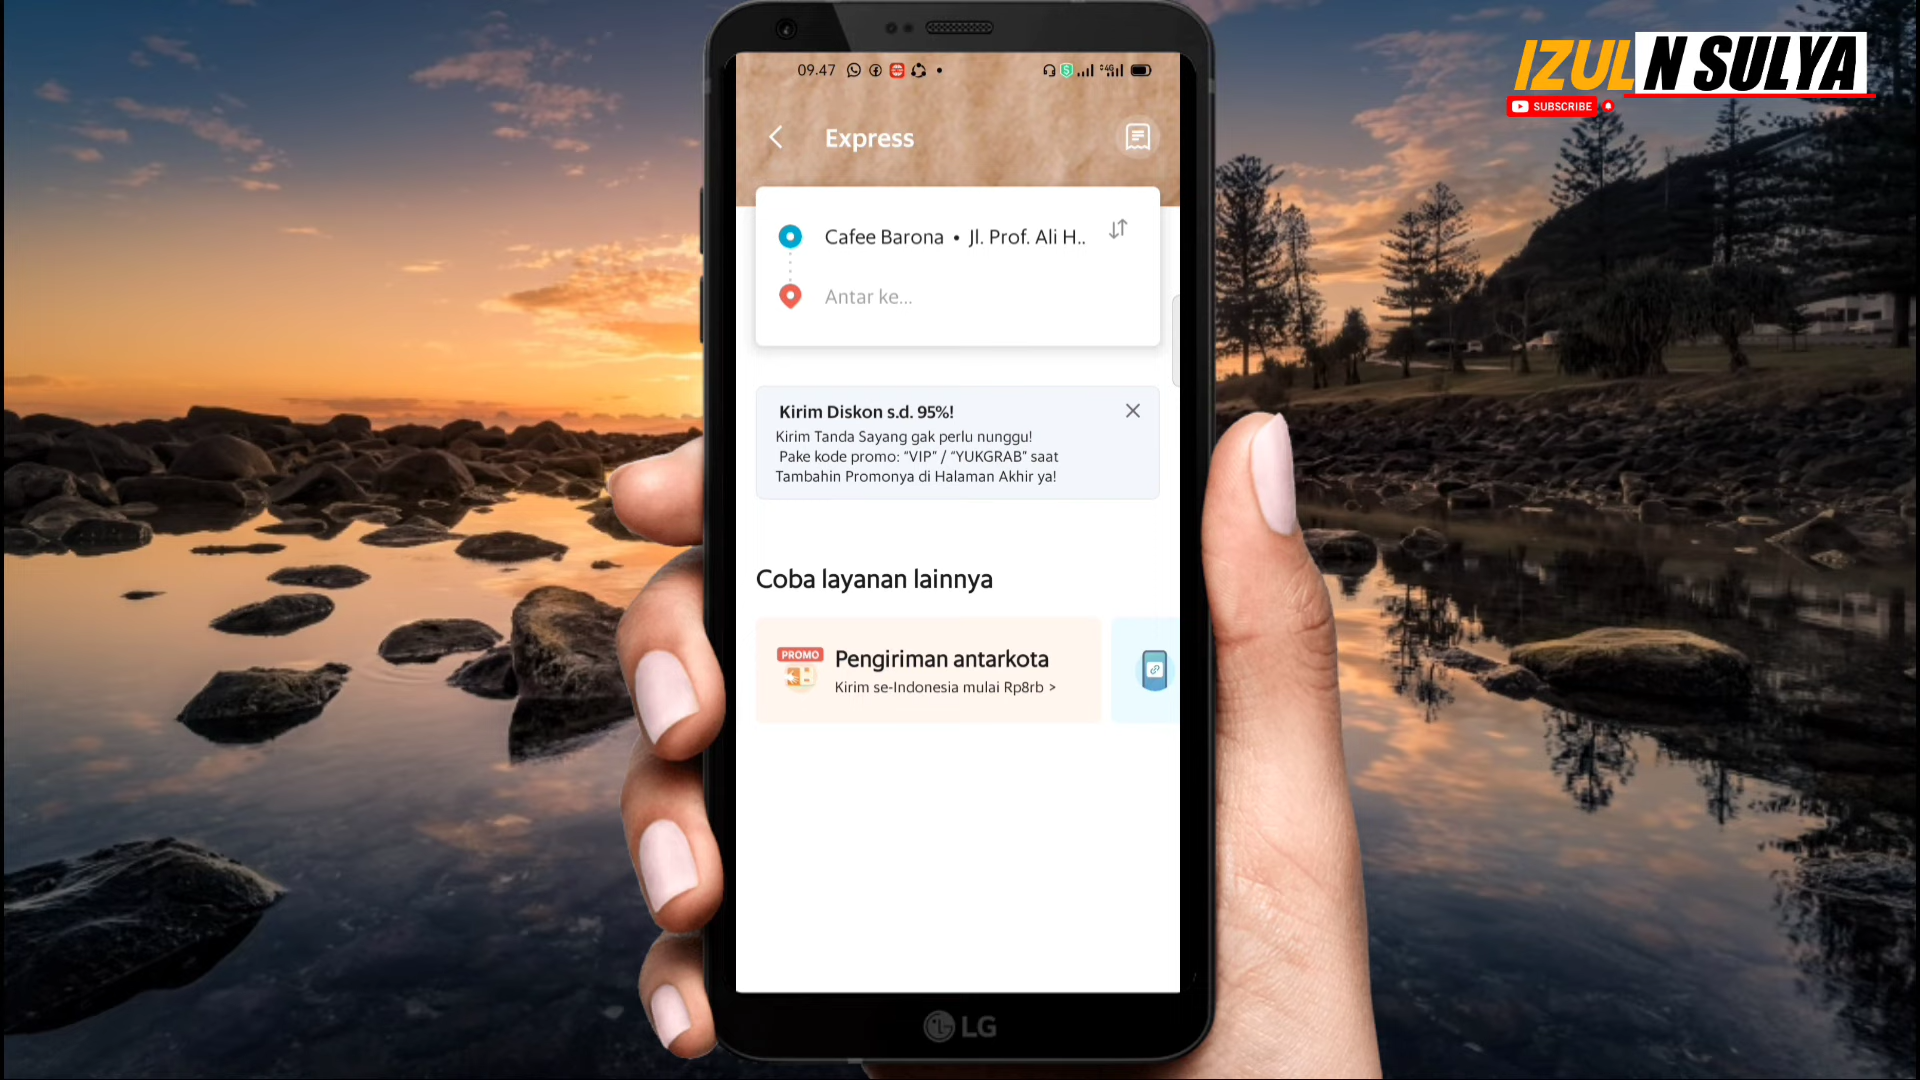 IZUL N SULYA
SUBSCRIBE
09.47
4G
Express
Cafee Barona • Jl. Prof. Ali H..
Antar ke...
Kirim Diskon s.d. 95%!
Kirim Tanda Sayang gak perlu nunggu!
Pake kode promo: “VIP” / “YUKGRAB” saat
Tambahin Promonya di Halaman Akhir ya!
Coba layanan lainnya
PROMO
Pengiriman antarkota
Kirim se-Indonesia mulai Rp8rb >
LG